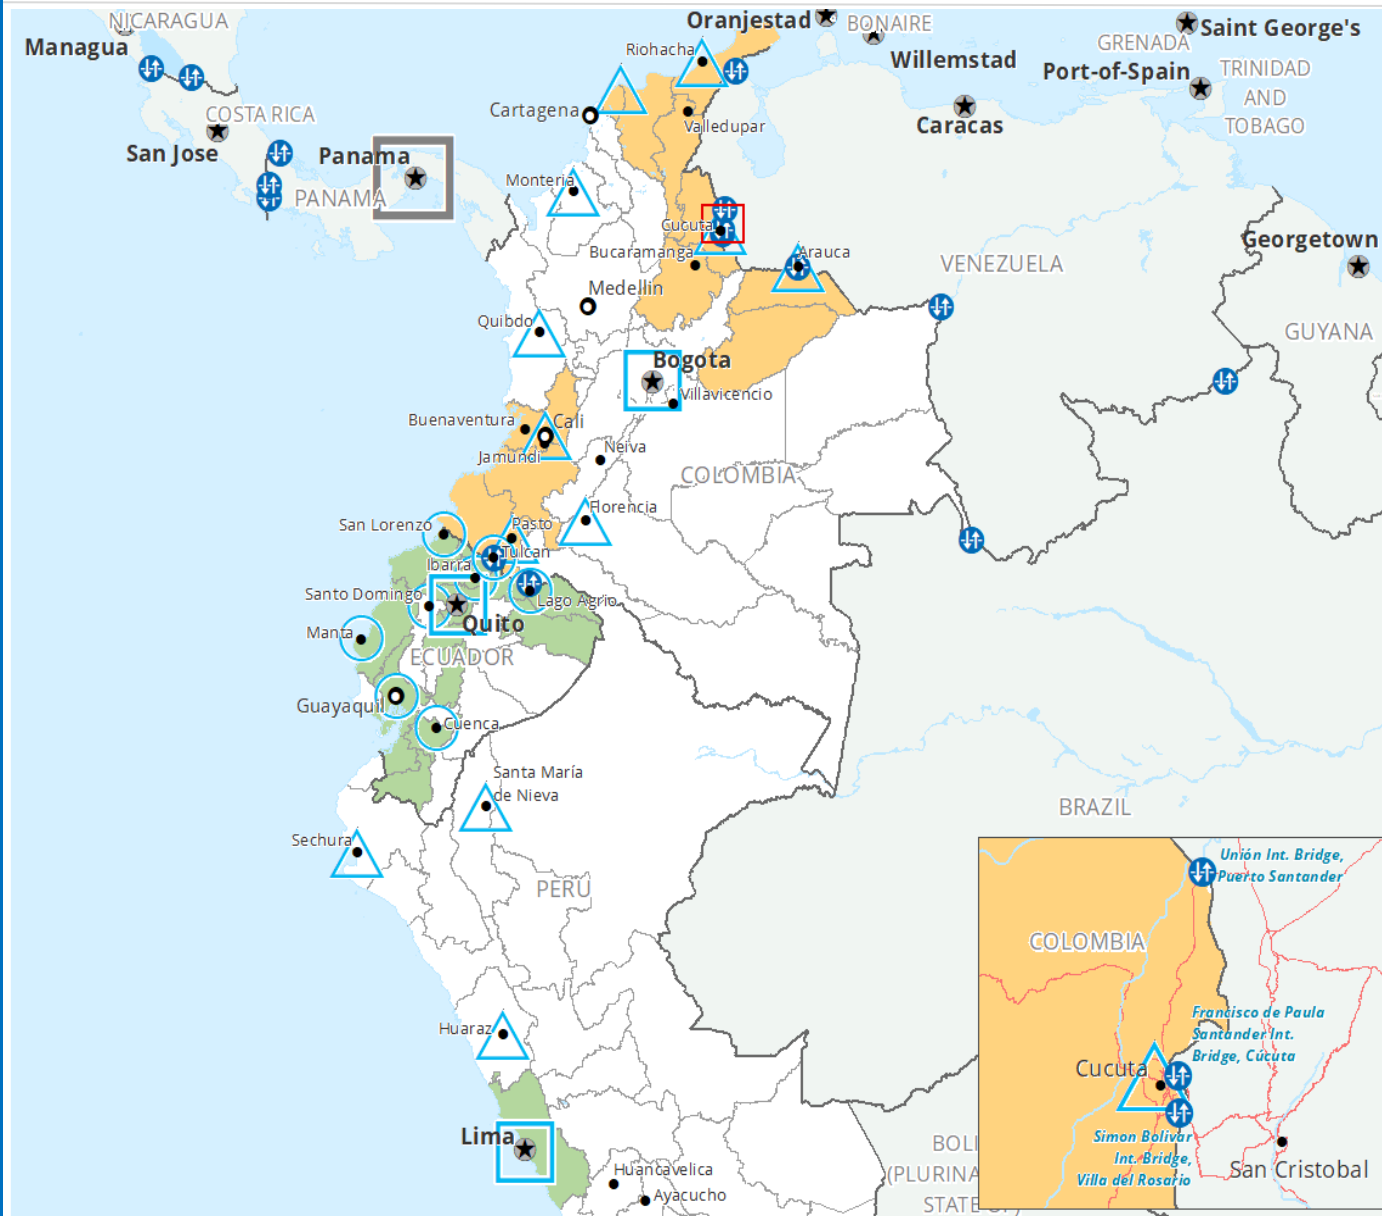 NICARAGUA
Managua
Oranjestad
BONAIRE
Willemstad
Saint George's
GRENADA
Port-of-Spain
TRINIDAD
AND
TOBAGO
Riohacha
Cartagena
Valledupar
Caracas
COSTA RICA
San Jose
Panama
PANAMA
Monteria
Cucuta
Bucaramanga
Arauca
VENEZUELA
Georgetown
GUYANA
Medellin
Quibdo
Bogota
Villavicencio
Buenaventura
Cali
Jamundi
Neiva
COLOMBIA
Florencia
San Lorenzo
Pasto
Tulcan
Ibarra
Santo Domingo
Lago Agrio
Quito
Manta
ECUADOR
Guayaquil
Cuenca
Santa María
de Nieva
Sechura
BRAZIL
PERU
Huaraz
Lima
Huancavelica
Ayacucho
BOLI
(PLURINA
STATE OF)
Unión Int. Bridge,
Puerto Santander
COLOMBIA
Francisco de Paula
Santander Int.
Bridge, Cúcuta
Cucuta
Simon Bolivar
Int. Bridge,
Villa del Rosario
San Cristobal